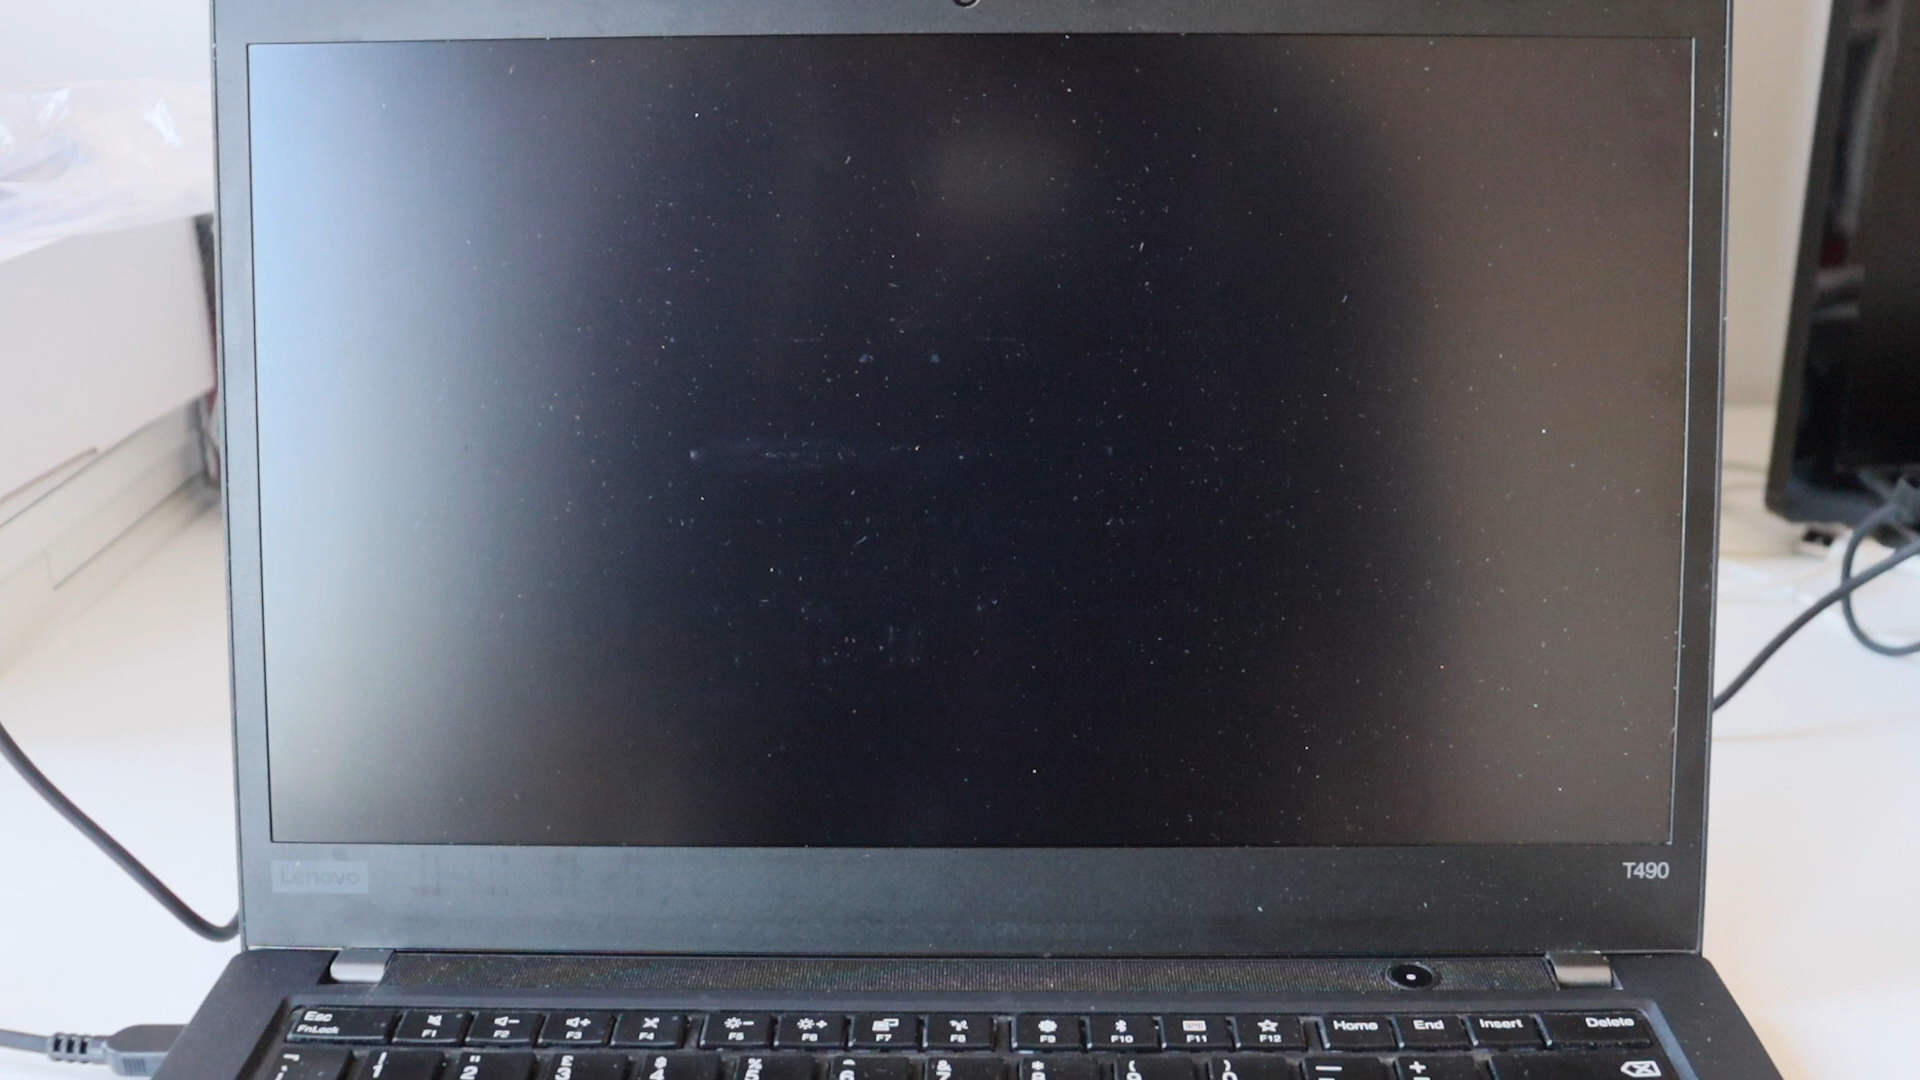 Lenovo
T490
Esc
FnLock
F1
F2
F3
F4
F5
F6
F7
F8
F9
F10
F11
F12
Home
End
Insert
Delete